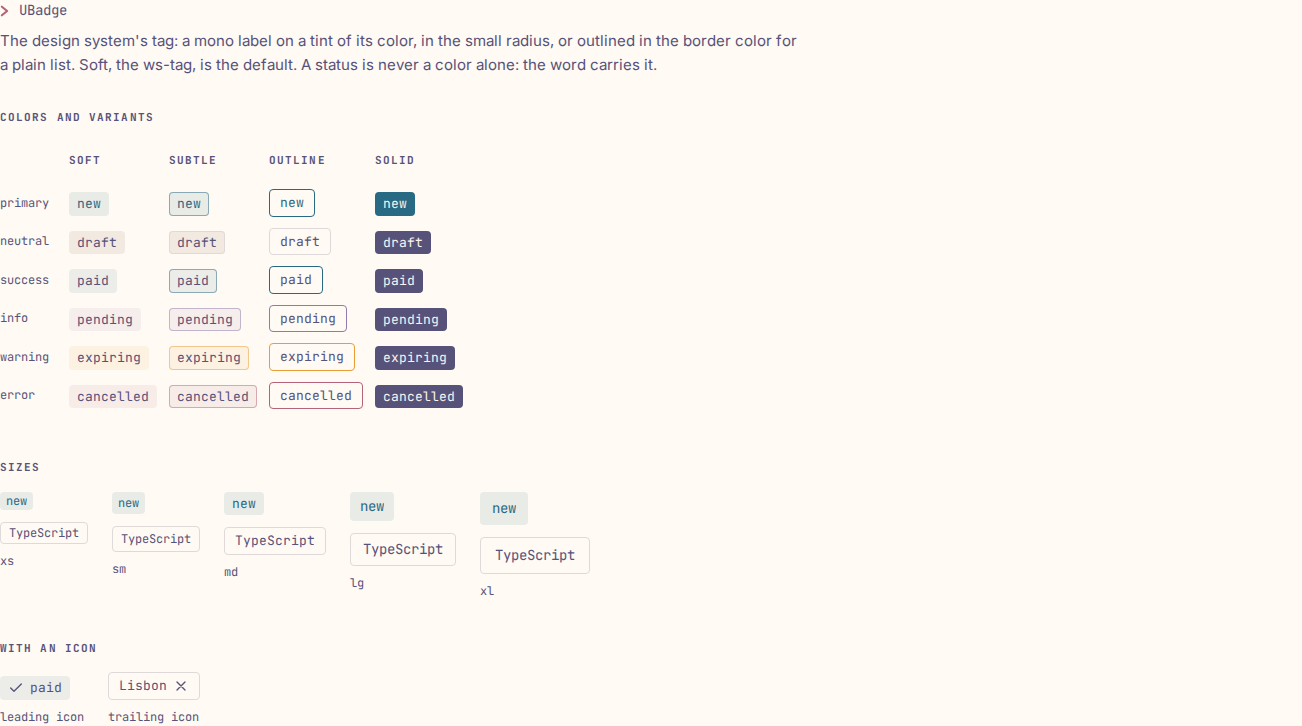 UBadge
The design system's tag: a mono label on a tint of its color, in the small radius, or outlined in the border color for
a plain list. Soft, the ws-tag, is the default. A status is never a color alone: the word carries it.
COLORS AND VARIANTS
SOFT SUBTLE OUTLINE SOLID
primary new new new new
neutral draft draft draft draft
success paid paid paid paid
info pending pending pending pending
warning expiring expiring expiring expiring
error cancelled cancelled cancelled cancelled
SIZES
new new new new new
TypeScript TypeScript TypeScript TypeScript TypeScript
xs sm md lg xl
WITH AN ICON
paid Lisbon
leading icon trailing icon